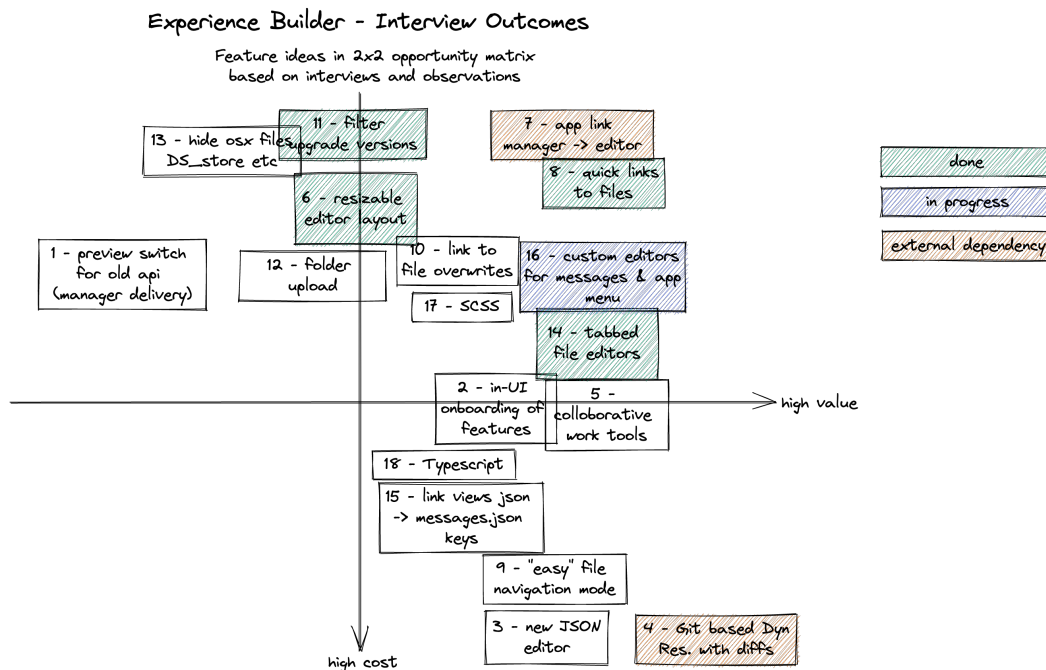 Experience Builder - Interview Outcomes
Feature ideas in 2x2 opportunity matrix
based on interviews and observations
13 - hide osx files
DS_store etc
11 - filter
upgrade versions
7 - app link
manager -> editor
8 - quick links
to files
done
in progress
external dependency
6 - resizable
editor layout
1 - preview switch
for old api
(manager delivery)
12 - folder
upload
10 - link to
file overwrites
17 - SCSS
16 - custom editors
for messages & app
menu
14 - tabbed
file editors
2 - in-UI
onboarding of
features
5 -
colloborative
work tools
high value
18 - Typescript
15 - link views json
-> messages.json
keys
9 - "easy" file
navigation mode
3 - new JSON
editor
4 - Git based Dyn
Res. with diffs
high cost